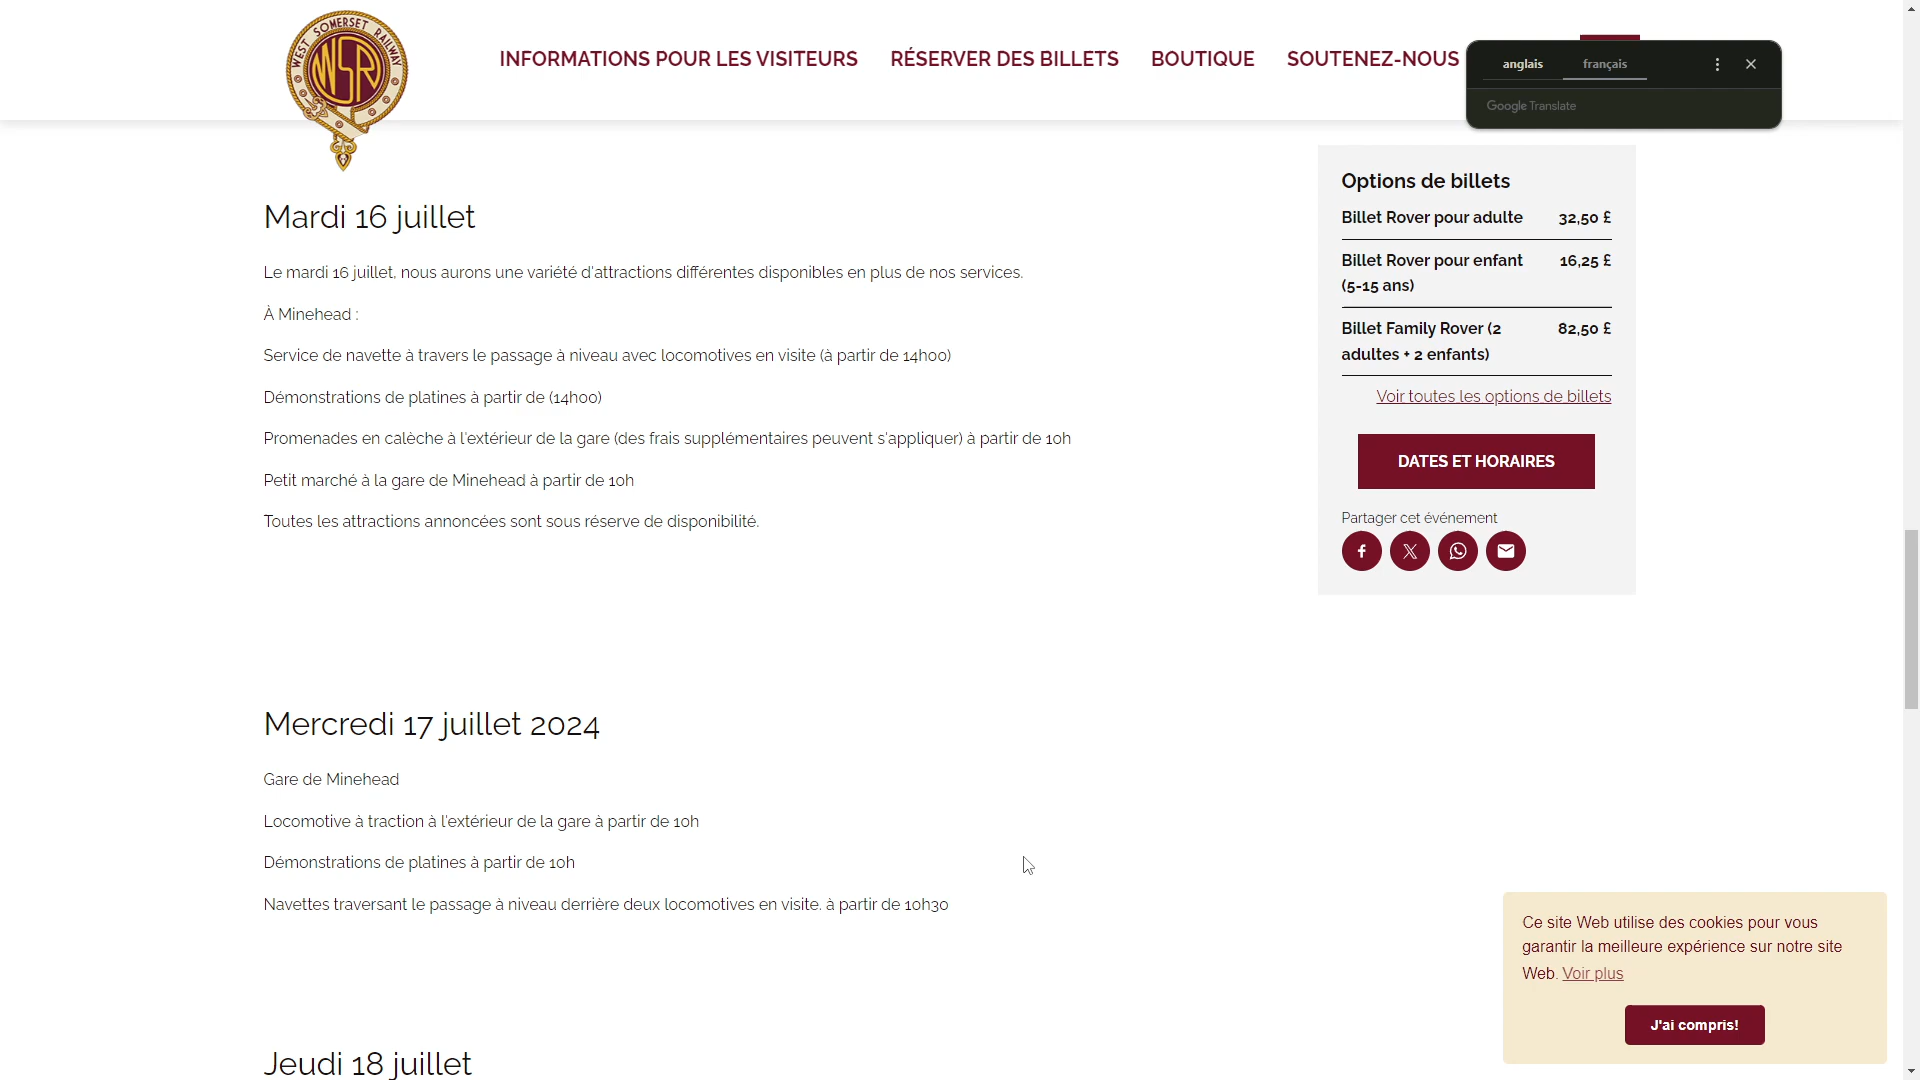 WEST SOMERSET RAILWAY
WSR
INFORMATIONS POUR LES VISITEURS
RÉSERVER DES BILLETS
BOUTIQUE
SOUTENEZ-NOUS
anglais
français
Google Translate
Mardi 16 juillet
Le mardi 16 juillet, nous aurons une variété d'attractions différentes disponibles en plus de nos services.
À Minehead :
Service de navette à travers le passage à niveau avec locomotives en visite (à partir de 14h00)
Démonstrations de platines à partir de (14h00)
Promenades en calèche à l'extérieur de la gare (des frais supplémentaires peuvent s'appliquer) à partir de 10h
Petit marché à la gare de Minehead à partir de 10h
Toutes les attractions annoncées sont sous réserve de disponibilité.
Options de billets
Billet Rover pour adulte 32,50 £
Billet Rover pour enfant 16,25 £
(5-15 ans)
Billet Family Rover (2 82,50 £
adultes + 2 enfants)
Voir toutes les options de billets
DATES ET HORAIRES
Partager cet événement
Mercredi 17 juillet 2024
Gare de Minehead
Locomotive à traction à l'extérieur de la gare à partir de 10h
Démonstrations de platines à partir de 10h
Navettes traversant le passage à niveau derrière deux locomotives en visite. à partir de 10h30
Jeudi 18 juillet
Ce site Web utilise des cookies pour vous
garantir la meilleure expérience sur notre site
Web. Voir plus
J'ai compris!